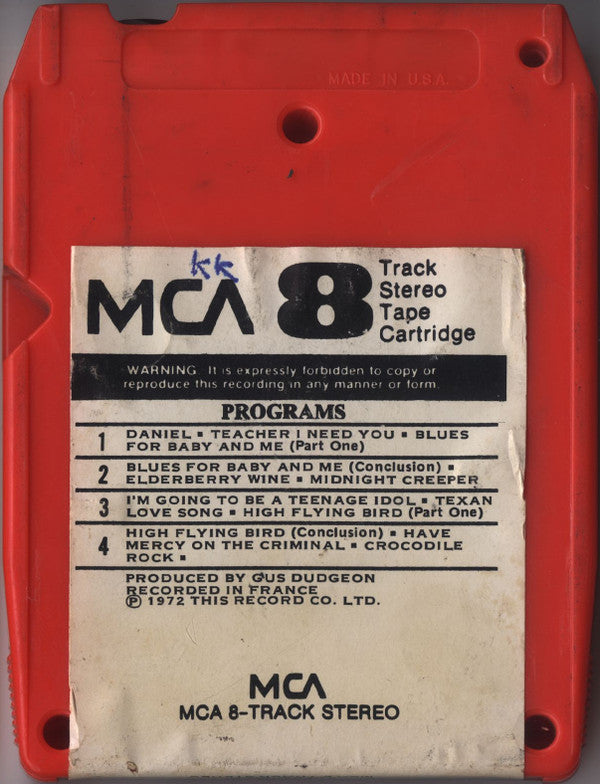 MADE IN U.S.A.
kk
MCA 8 Track
Stereo
Tape
Cartridge
WARNING. It is expressly forbidden to copy or
reproduce this recording in any manner or form.
PROGRAMS
1 DANIEL ▪ TEACHER I NEED YOU ▪ BLUES
FOR BABY AND ME (Part One)
2 BLUES FOR BABY AND ME (Conclusion) ▪
ELDERBERRY WINE ▪ MIDNIGHT CREEPER
3 I'M GOING TO BE A TEENAGE IDOL ▪ TEXAN
LOVE SONG ▪ HIGH FLYING BIRD (Part One)
4 HIGH FLYING BIRD (Conclusion) ▪ HAVE
MERCY ON THE CRIMINAL ▪ CROCODILE
ROCK ▪
PRODUCED BY GUS DUDGEON
RECORDED IN FRANCE
℗ 1972 THIS RECORD CO. LTD.
MCA
MCA 8-TRACK STEREO